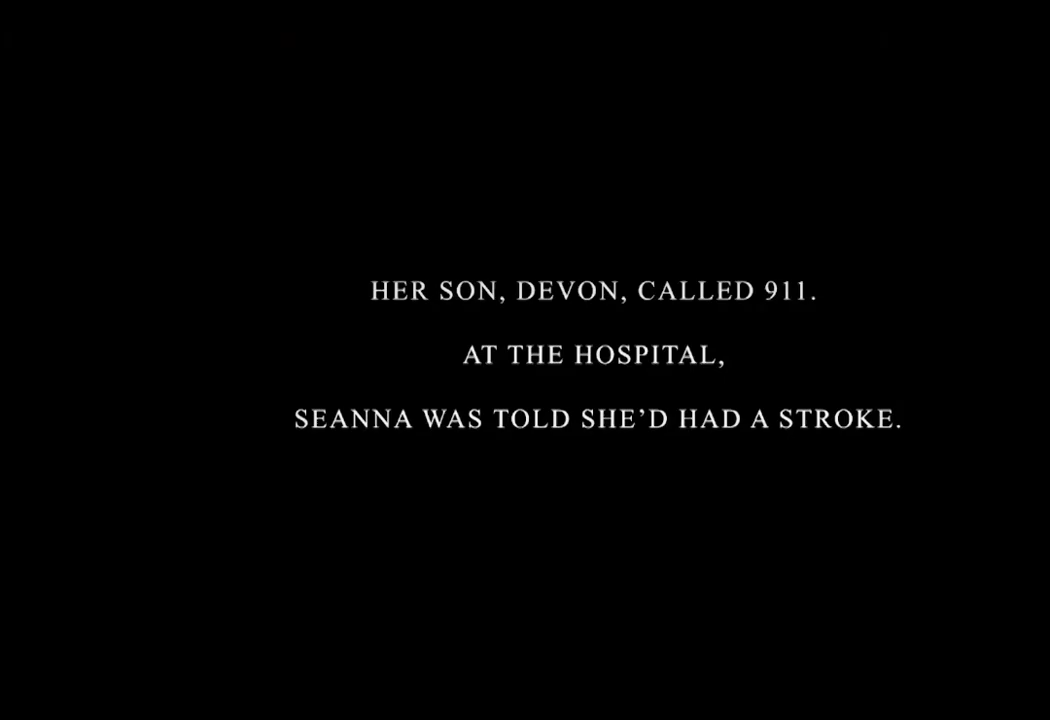 HER SON, DEVON, CALLED 911.
AT THE HOSPITAL,
SEANNA WAS TOLD SHE’D HAD A STROKE.